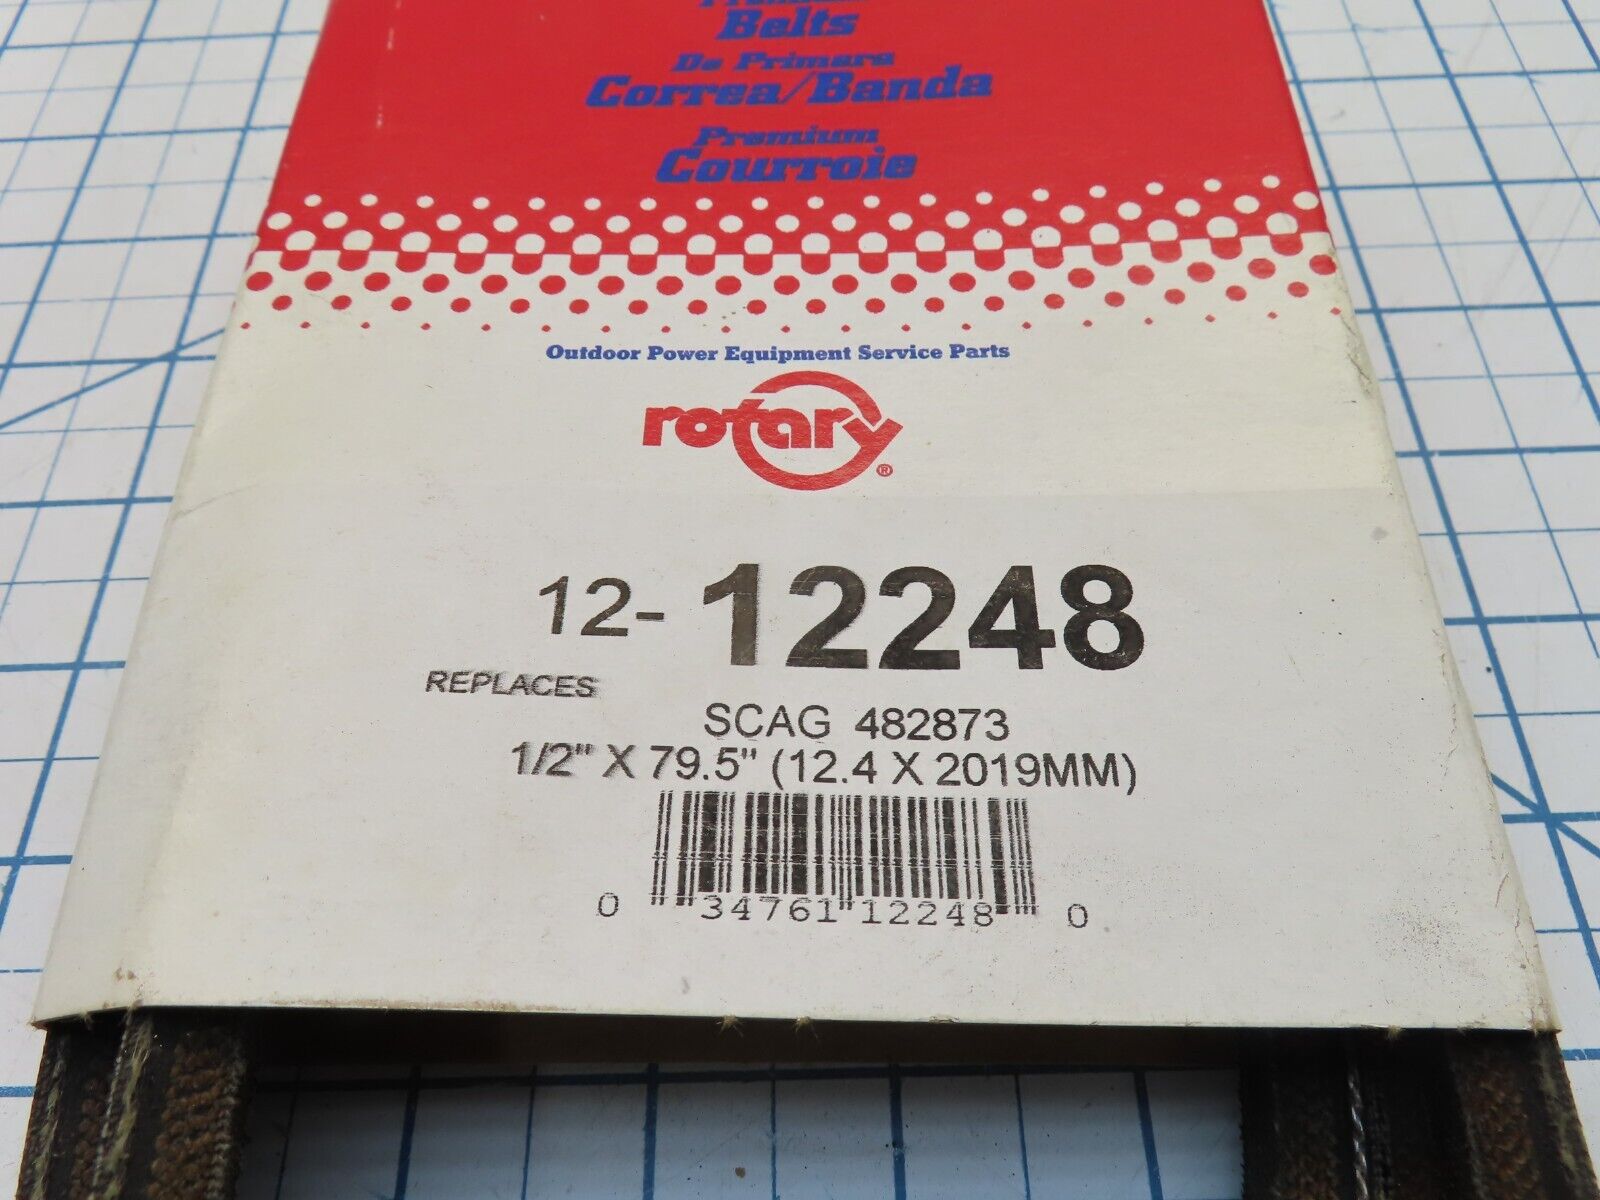 Belts
De Primera
Correa/Banda
Premium
Courroie
Outdoor Power Equipment Service Parts
rotary®
12-12248
REPLACES
SCAG 482873
1/2" X 79.5" (12.4 X 2019MM)
0 34761 12248 0